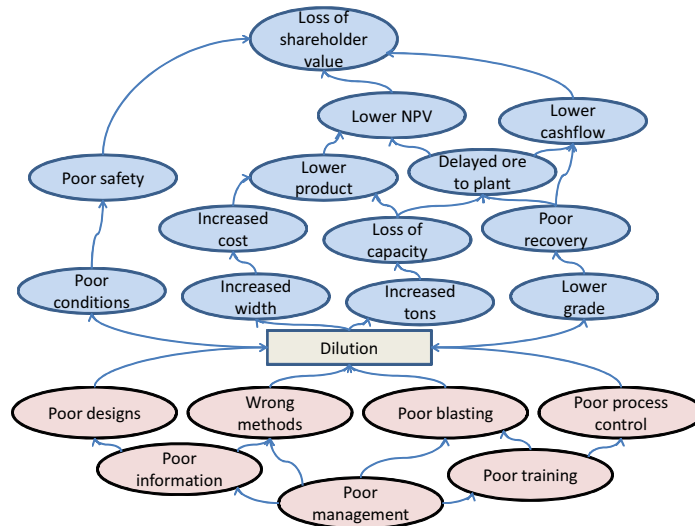 Loss of
shareholder
value
Lower NPV
Lower
cashflow
Poor safety
Lower
product
Delayed ore
to plant
Increased
cost
Loss of
capacity
Poor
recovery
Poor
conditions
Increased
width
Increased
tons
Lower
grade
Dilution
Poor designs
Wrong
methods
Poor blasting
Poor process
control
Poor
information
Poor training
Poor
management